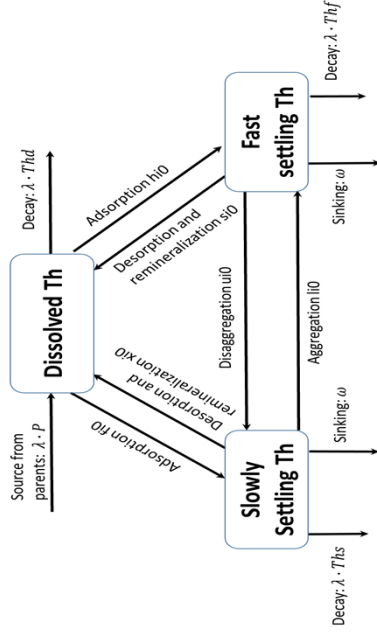 Source from
parents: λ · P
Dissolved Th
Decay: λ · Thd
Adsorption fi0
Desorption and
remineralization xi0
Adsorption hi0
Desorption and
remineralization si0
Slowly
Settling Th
Disaggregation ui0
Aggregation li0
Fast
settling Th
Decay: λ · Ths
Sinking: ω
Sinking: ω
Decay: λ · Thf